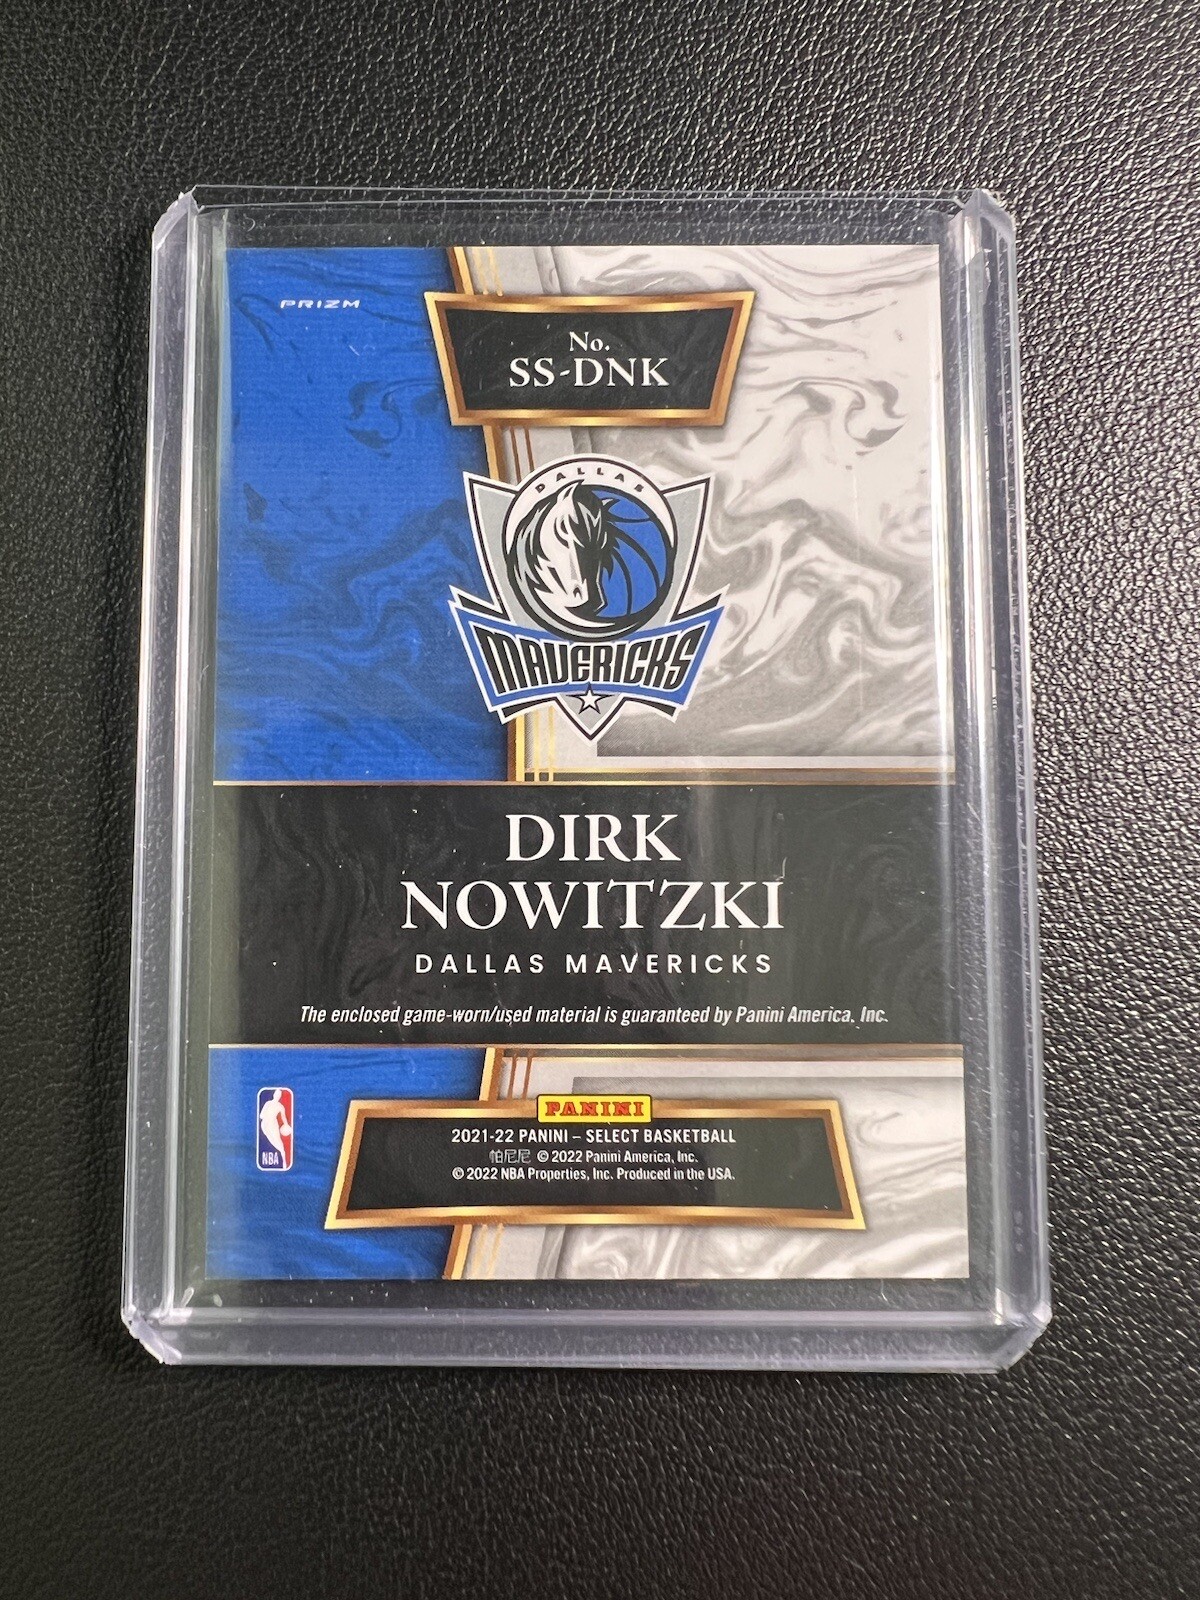 PRIZM
No.
SS-DNK
DALLAS
MAVERICKS
DIRK
NOWITZKI
DALLAS MAVERICKS
The enclosed game-worn/used material is guaranteed by Panini America, Inc.
NBA
PANINI
2021-22 PANINI – SELECT BASKETBALL
帕尼尼 © 2022 Panini America, Inc.
© 2022 NBA Properties, Inc. Produced in the USA.